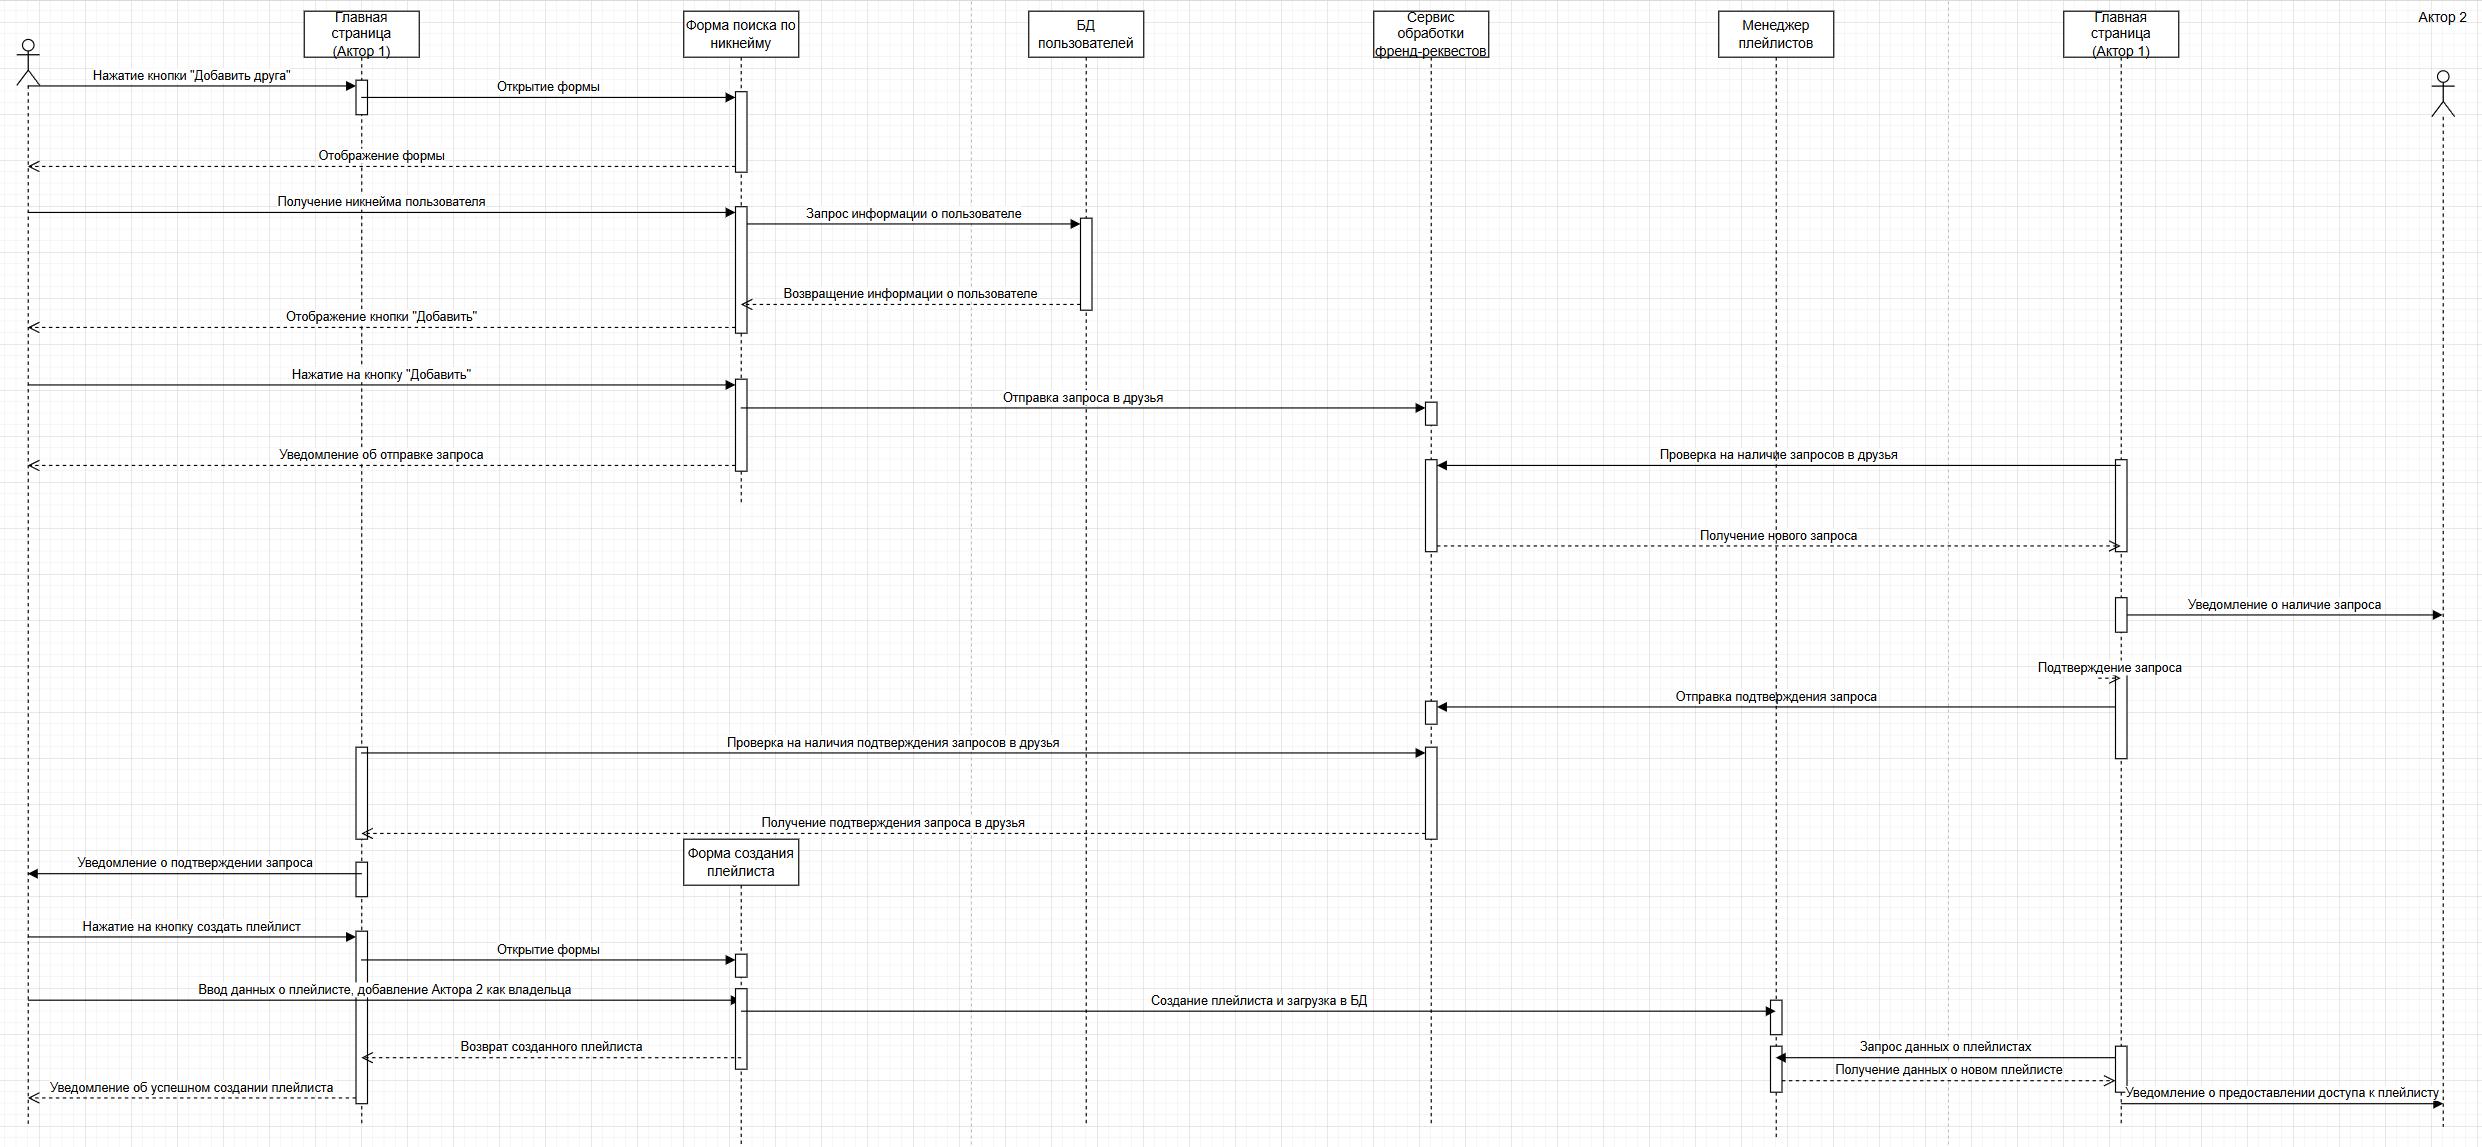 Главная
страница
(Актор 1)
Форма поиска по
никнейму
БД
пользователей
Сервис
обработки
френд-реквестов
Менеджер
плейлистов
Главная
страница
(Актор 1)
Актор 2
Нажатие кнопки "Добавить друга"
Открытие формы
Отображение формы
Получение никнейма пользователя
Запрос информации о пользователе
Возвращение информации о пользователе
Отображение кнопки "Добавить"
Нажатие на кнопку "Добавить"
Отправка запроса в друзья
Уведомление об отправке запроса
Проверка на наличие запросов в друзья
Получение нового запроса
Уведомление о наличие запроса
Подтверждение запроса
Отправка подтверждения запроса
Проверка на наличия подтверждения запросов в друзья
Получение подтверждения запроса в друзья
Форма создания
плейлиста
Уведомление о подтверждении запроса
Нажатие на кнопку создать плейлист
Открытие формы
Ввод данных о плейлисте, добавление Актора 2 как владельца
Создание плейлиста и загрузка в БД
Возврат созданного плейлиста
Запрос данных о плейлистах
Получение данных о новом плейлисте
Уведомление об успешном создании плейлиста
Уведомление о предоставлении доступа к плейлисту